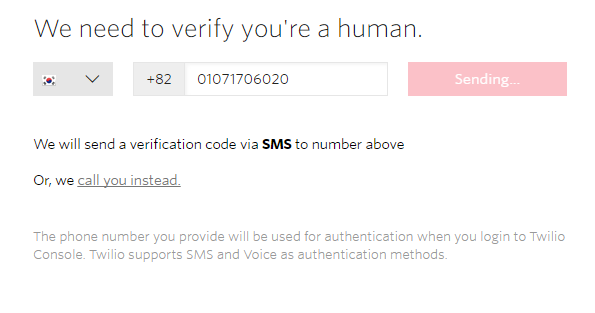 We need to verify you're a human.
+82 01071706020 Sending...
We will send a verification code via SMS to number above
Or, we call you instead.
The phone number you provide will be used for authentication when you login to Twilio
Console. Twilio supports SMS and Voice as authentication methods.